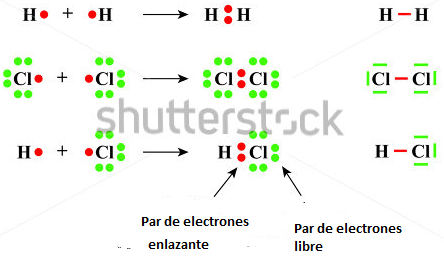 H• + •H → H:H H–H
Cl• + •Cl → Cl:Cl Cl–Cl
shutterstock
H• + •Cl → H:Cl H–Cl
Par de electrones
enlazante
Par de electrones
libre